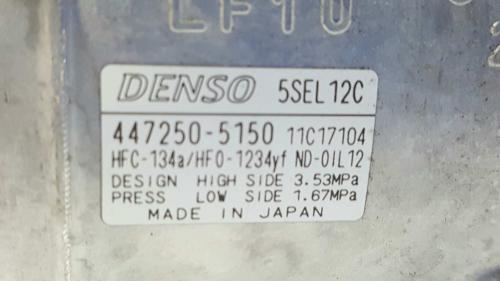 LF10
DENSO 5SEL12C
447250-5150 11C17104
HFC-134a/HFO-1234yf ND-OIL12
DESIGN HIGH SIDE 3.53MPa
PRESS LOW SIDE 1.67MPa
MADE IN JAPAN